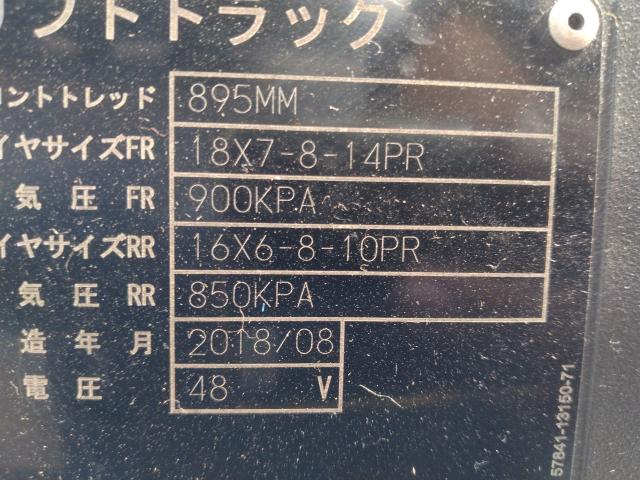 フトトラック
ロントトレッド 895MM
イヤサイズFR 18X7-8-14PR
気圧 FR 900KPA
イヤサイズRR 16X6-8-10PR
気圧 RR 850KPA
造年月 2018/08
電圧 48 V
57841-13150-71